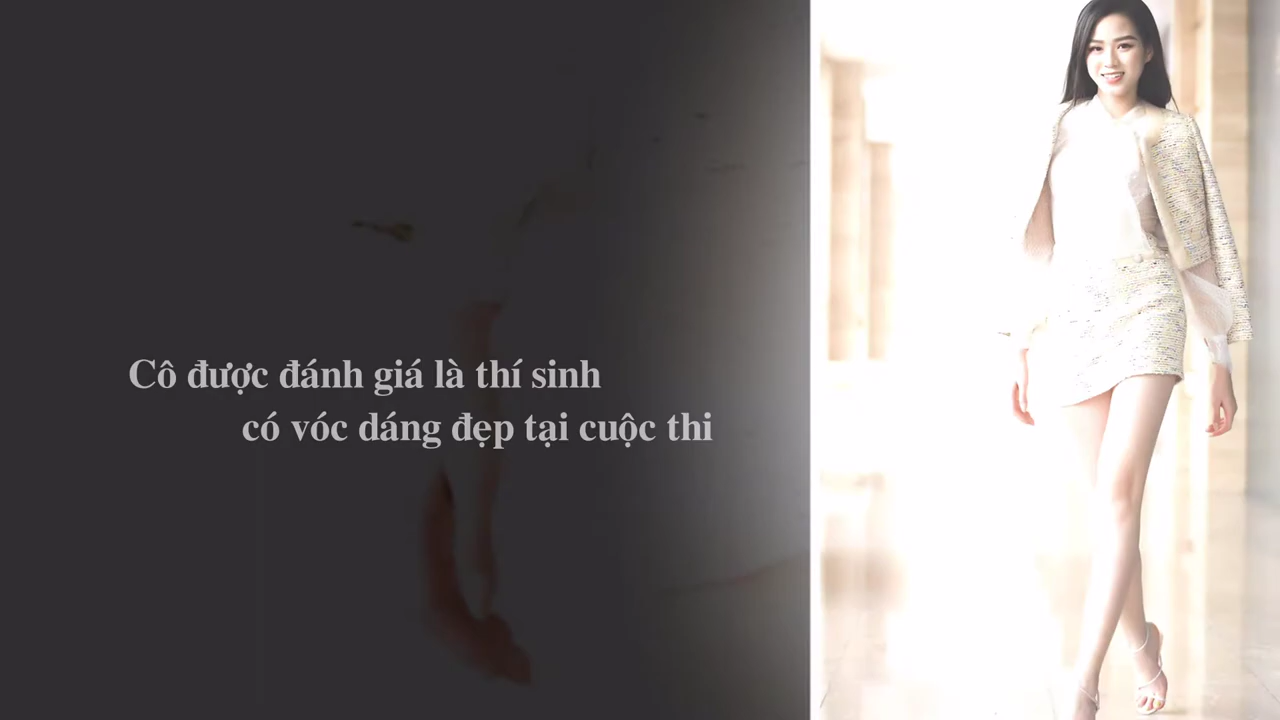 Cô được đánh giá là thí sinh
có vóc dáng đẹp tại cuộc thi